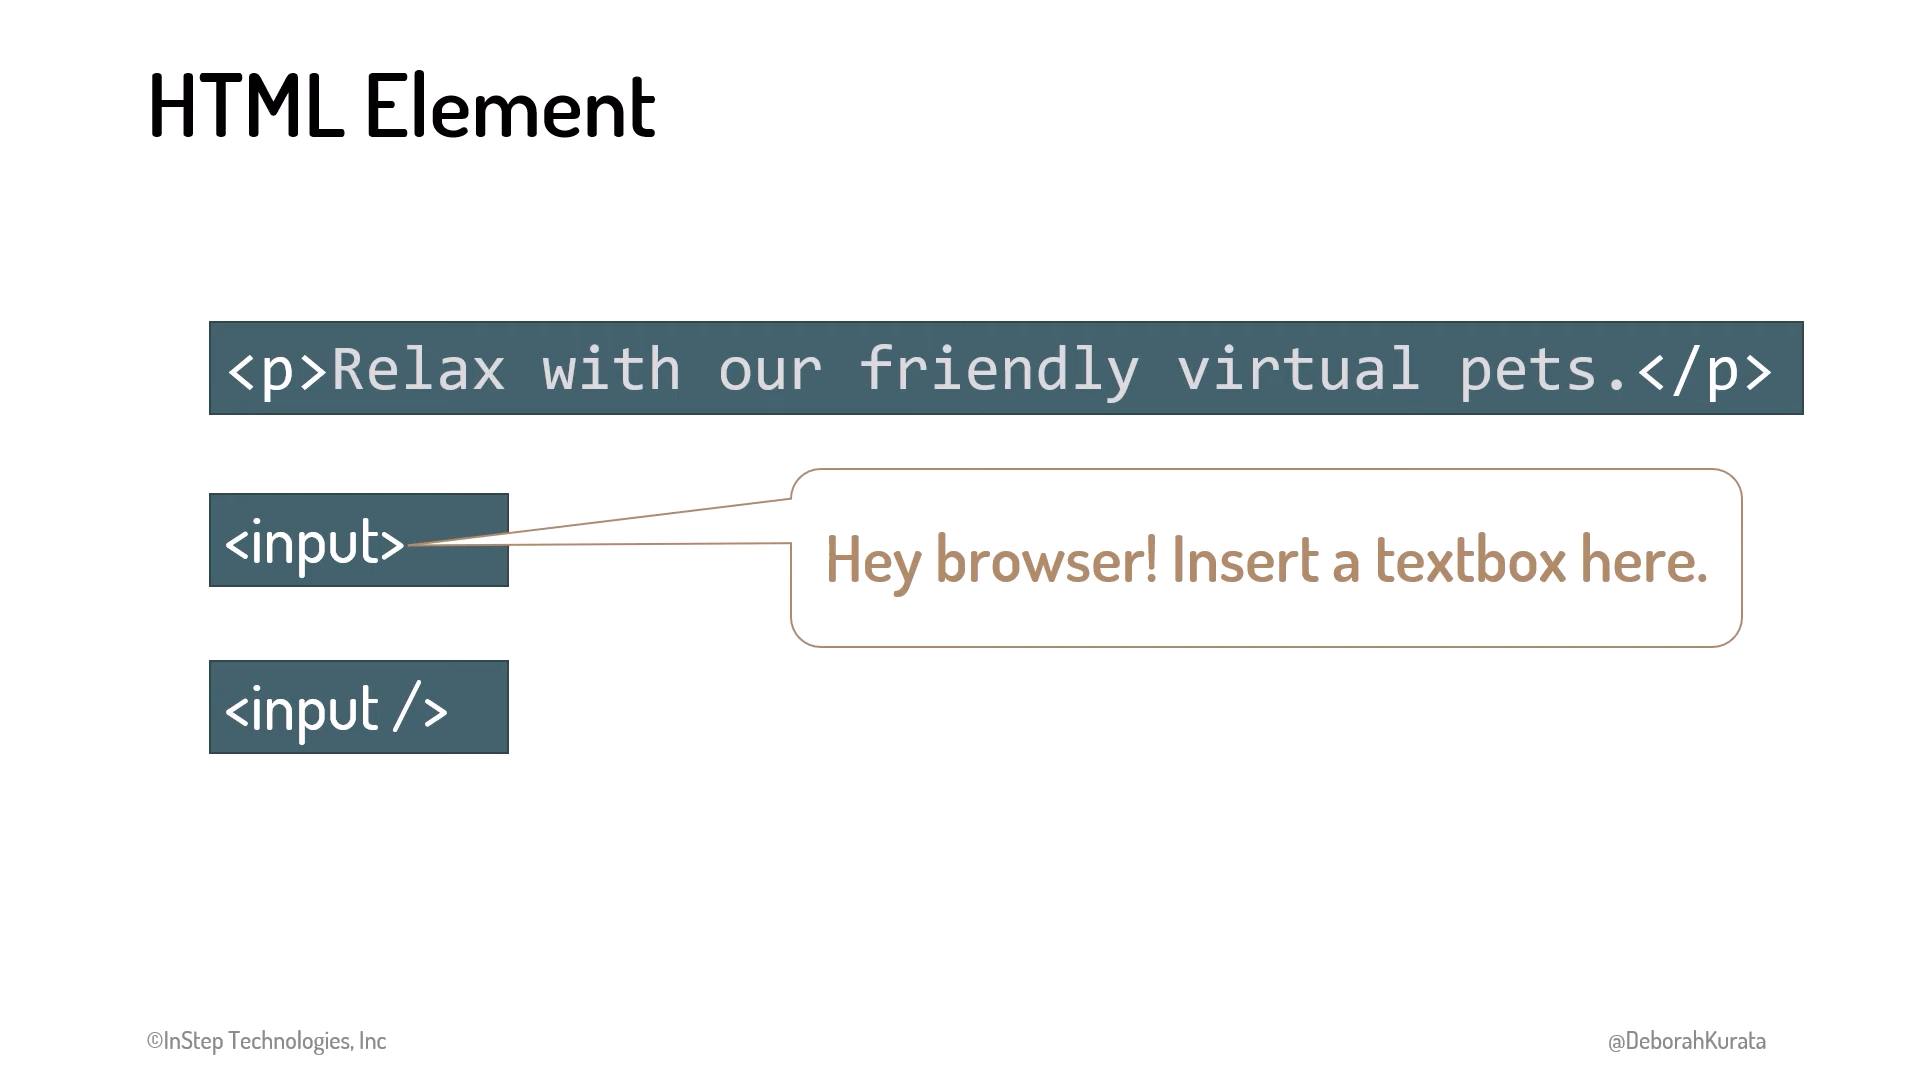 HTML Element
<p>Relax with our friendly virtual pets.</p>
<input>
Hey browser! Insert a textbox here.
<input />
©InStep Technologies, Inc
@DeborahKurata